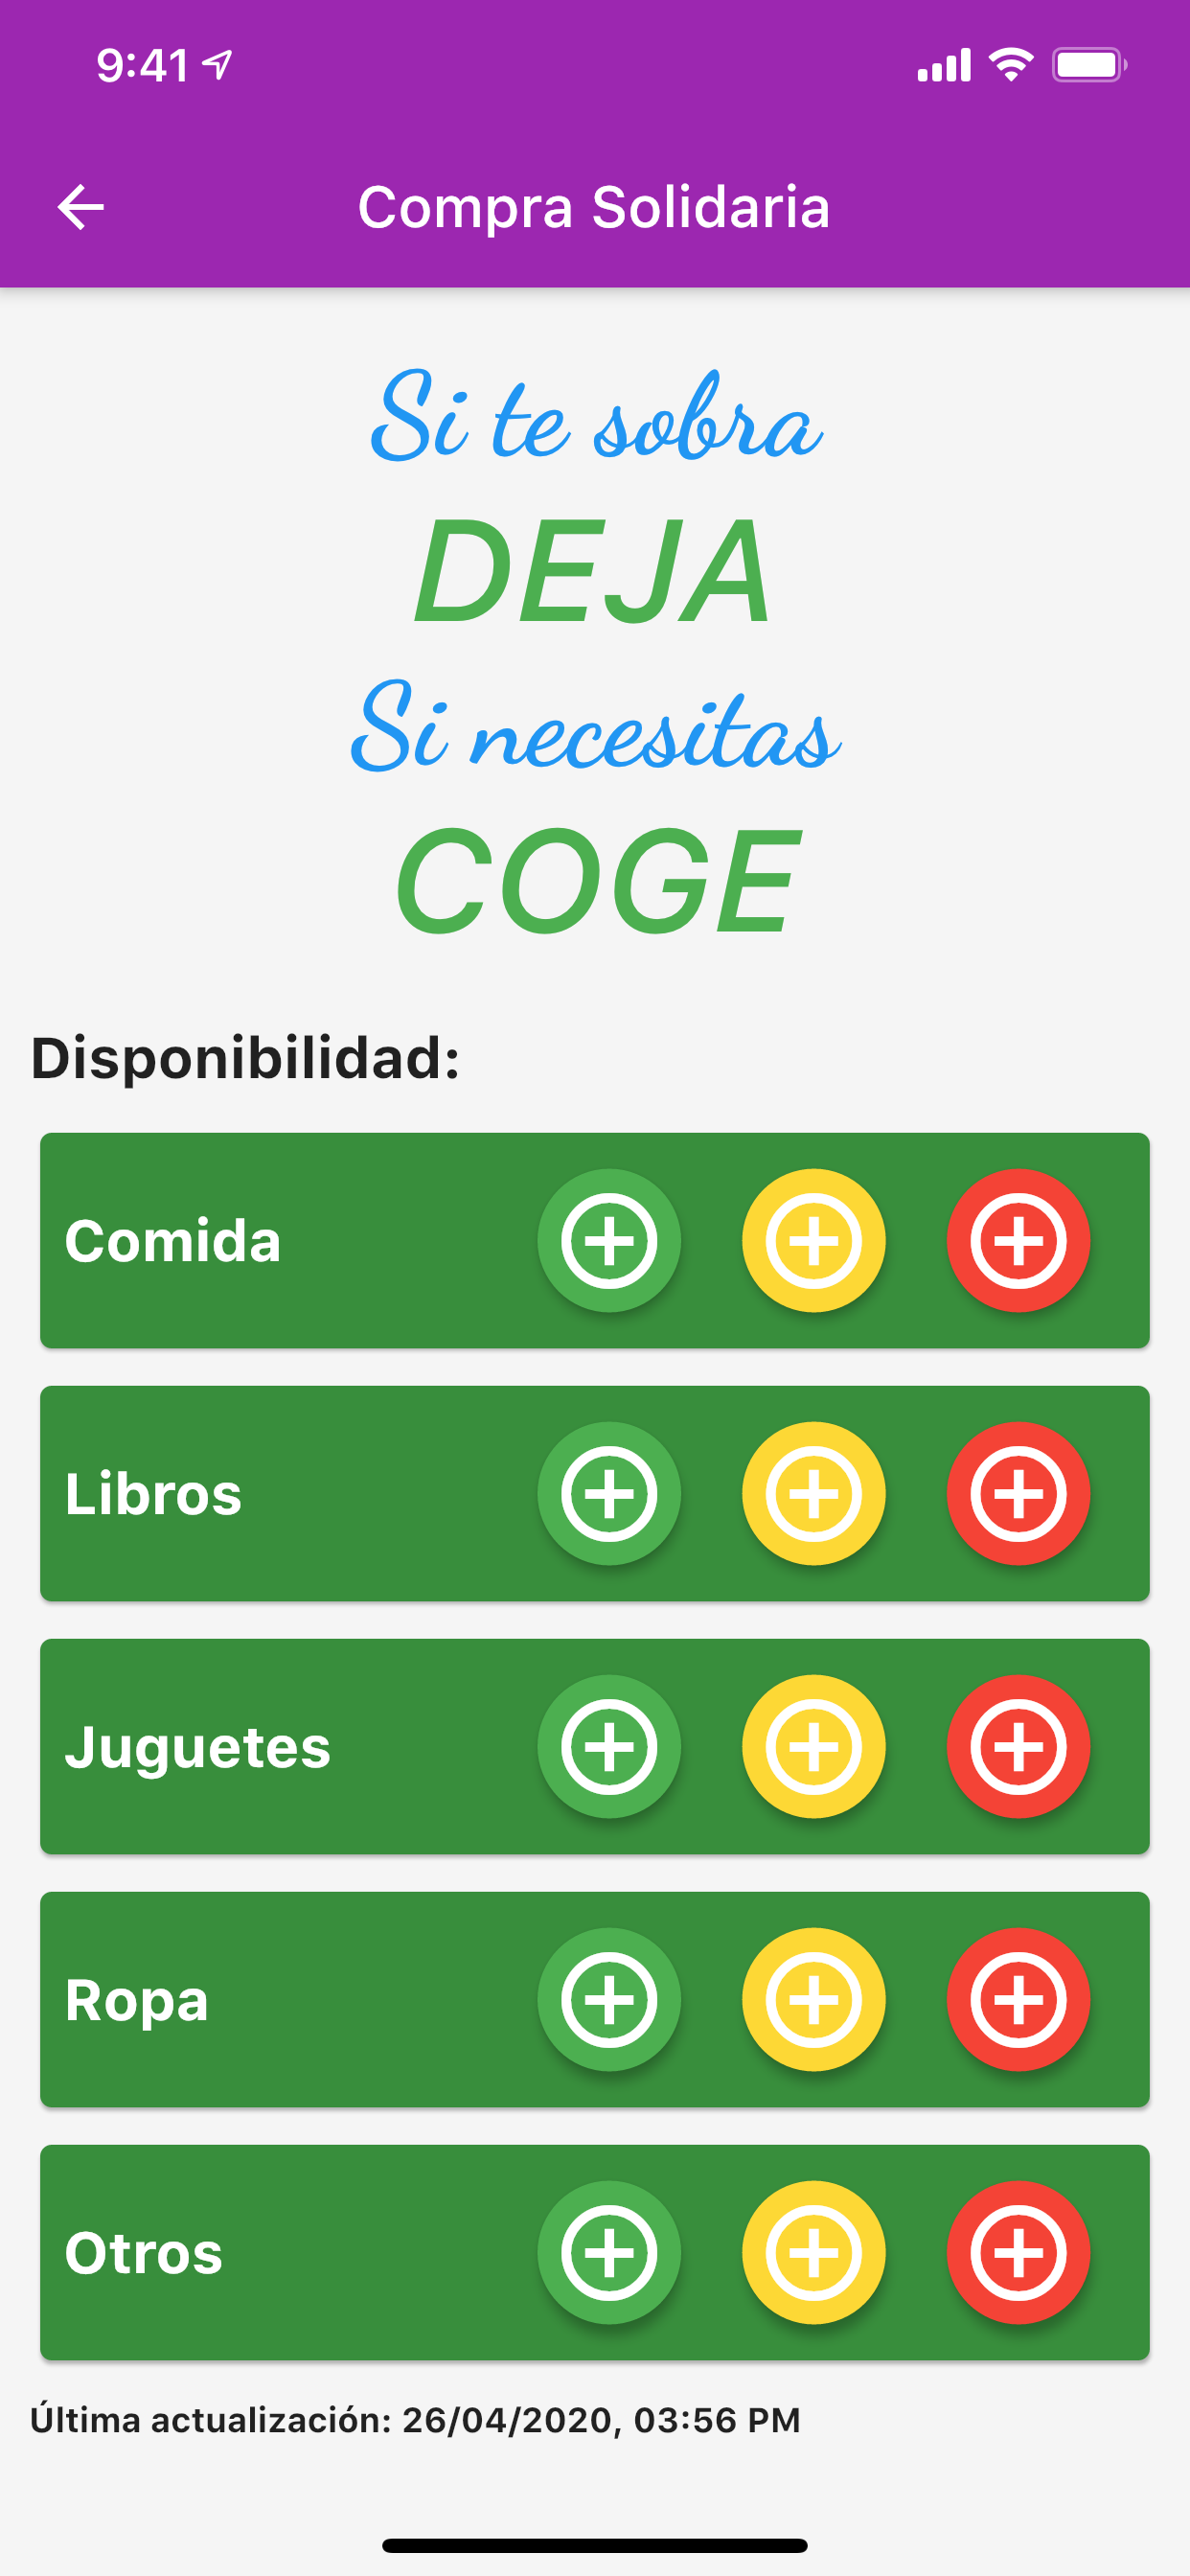 9:41
Compra Solidaria
Si te sobra
DEJA
Si necesitas
COGE
Disponibilidad:
Comida
Libros
Juguetes
Ropa
Otros
Última actualización: 26/04/2020, 03:56 PM